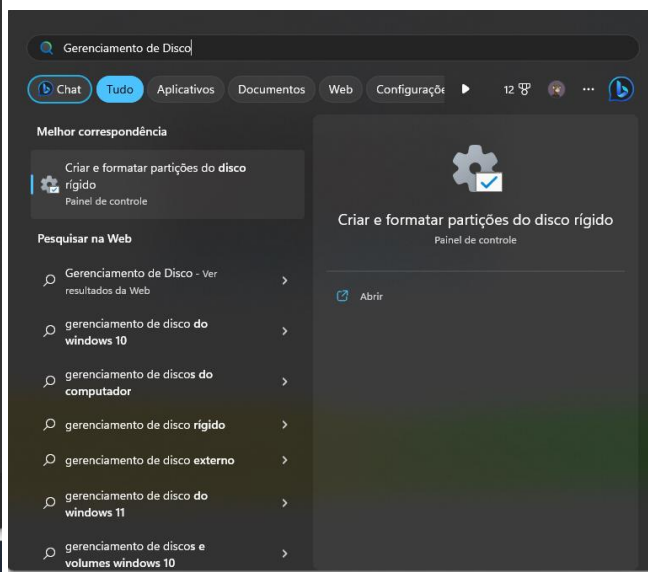 Gerenciamento de Disco
Chat Tudo Aplicativos Documentos Web Configuraçõe 12
Melhor correspondência
Criar e formatar partições do disco
rígido
Painel de controle
Pesquisar na Web
Gerenciamento de Disco - Ver
resultados da Web
gerenciamento de disco do
windows 10
gerenciamento de discos do
computador
gerenciamento de disco rígido
gerenciamento de disco externo
gerenciamento de disco do
windows 11
gerenciamento de discos e
volumes windows 10
Criar e formatar partições do disco rígido
Painel de controle
Abrir